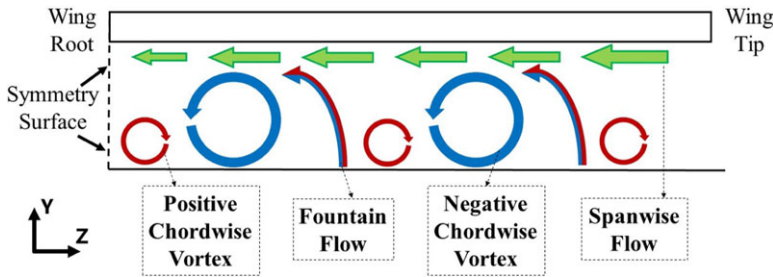 Wing
Root
Wing
Tip
Symmetry
Surface
Positive
Chordwise
Vortex
Fountain
Flow
Negative
Chordwise
Vortex
Spanwise
Flow
Y
Z